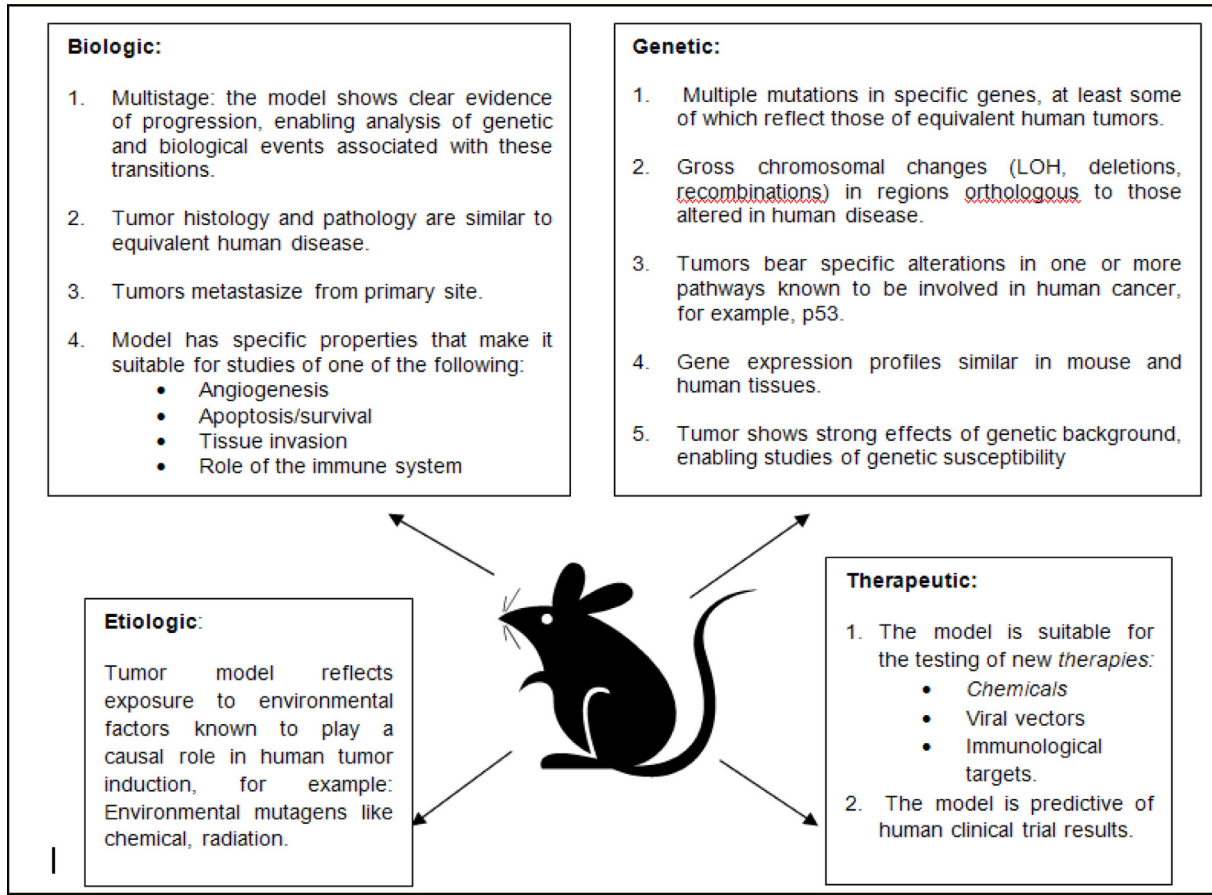 Biologic:
1. Multistage: the model shows clear evidence
of progression, enabling analysis of genetic
and biological events associated with these
transitions.
2. Tumor histology and pathology are similar to
equivalent human disease.
3. Tumors metastasize from primary site.
4. Model has specific properties that make it
suitable for studies of one of the following:
• Angiogenesis
• Apoptosis/survival
• Tissue invasion
• Role of the immune system
Genetic:
1. Multiple mutations in specific genes, at least some
of which reflect those of equivalent human tumors.
2. Gross chromosomal changes (LOH, deletions,
recombinations) in regions orthologous to those
altered in human disease.
3. Tumors bear specific alterations in one or more
pathways known to be involved in human cancer,
for example, p53.
4. Gene expression profiles similar in mouse and
human tissues.
5. Tumor shows strong effects of genetic background,
enabling studies of genetic susceptibility
Etiologic:
Tumor model reflects
exposure to environmental
factors known to play a
causal role in human tumor
induction, for example:
Environmental mutagens like
chemical, radiation.
Therapeutic:
1. The model is suitable for
the testing of new therapies:
• Chemicals
• Viral vectors
• Immunological
targets.
2. The model is predictive of
human clinical trial results.